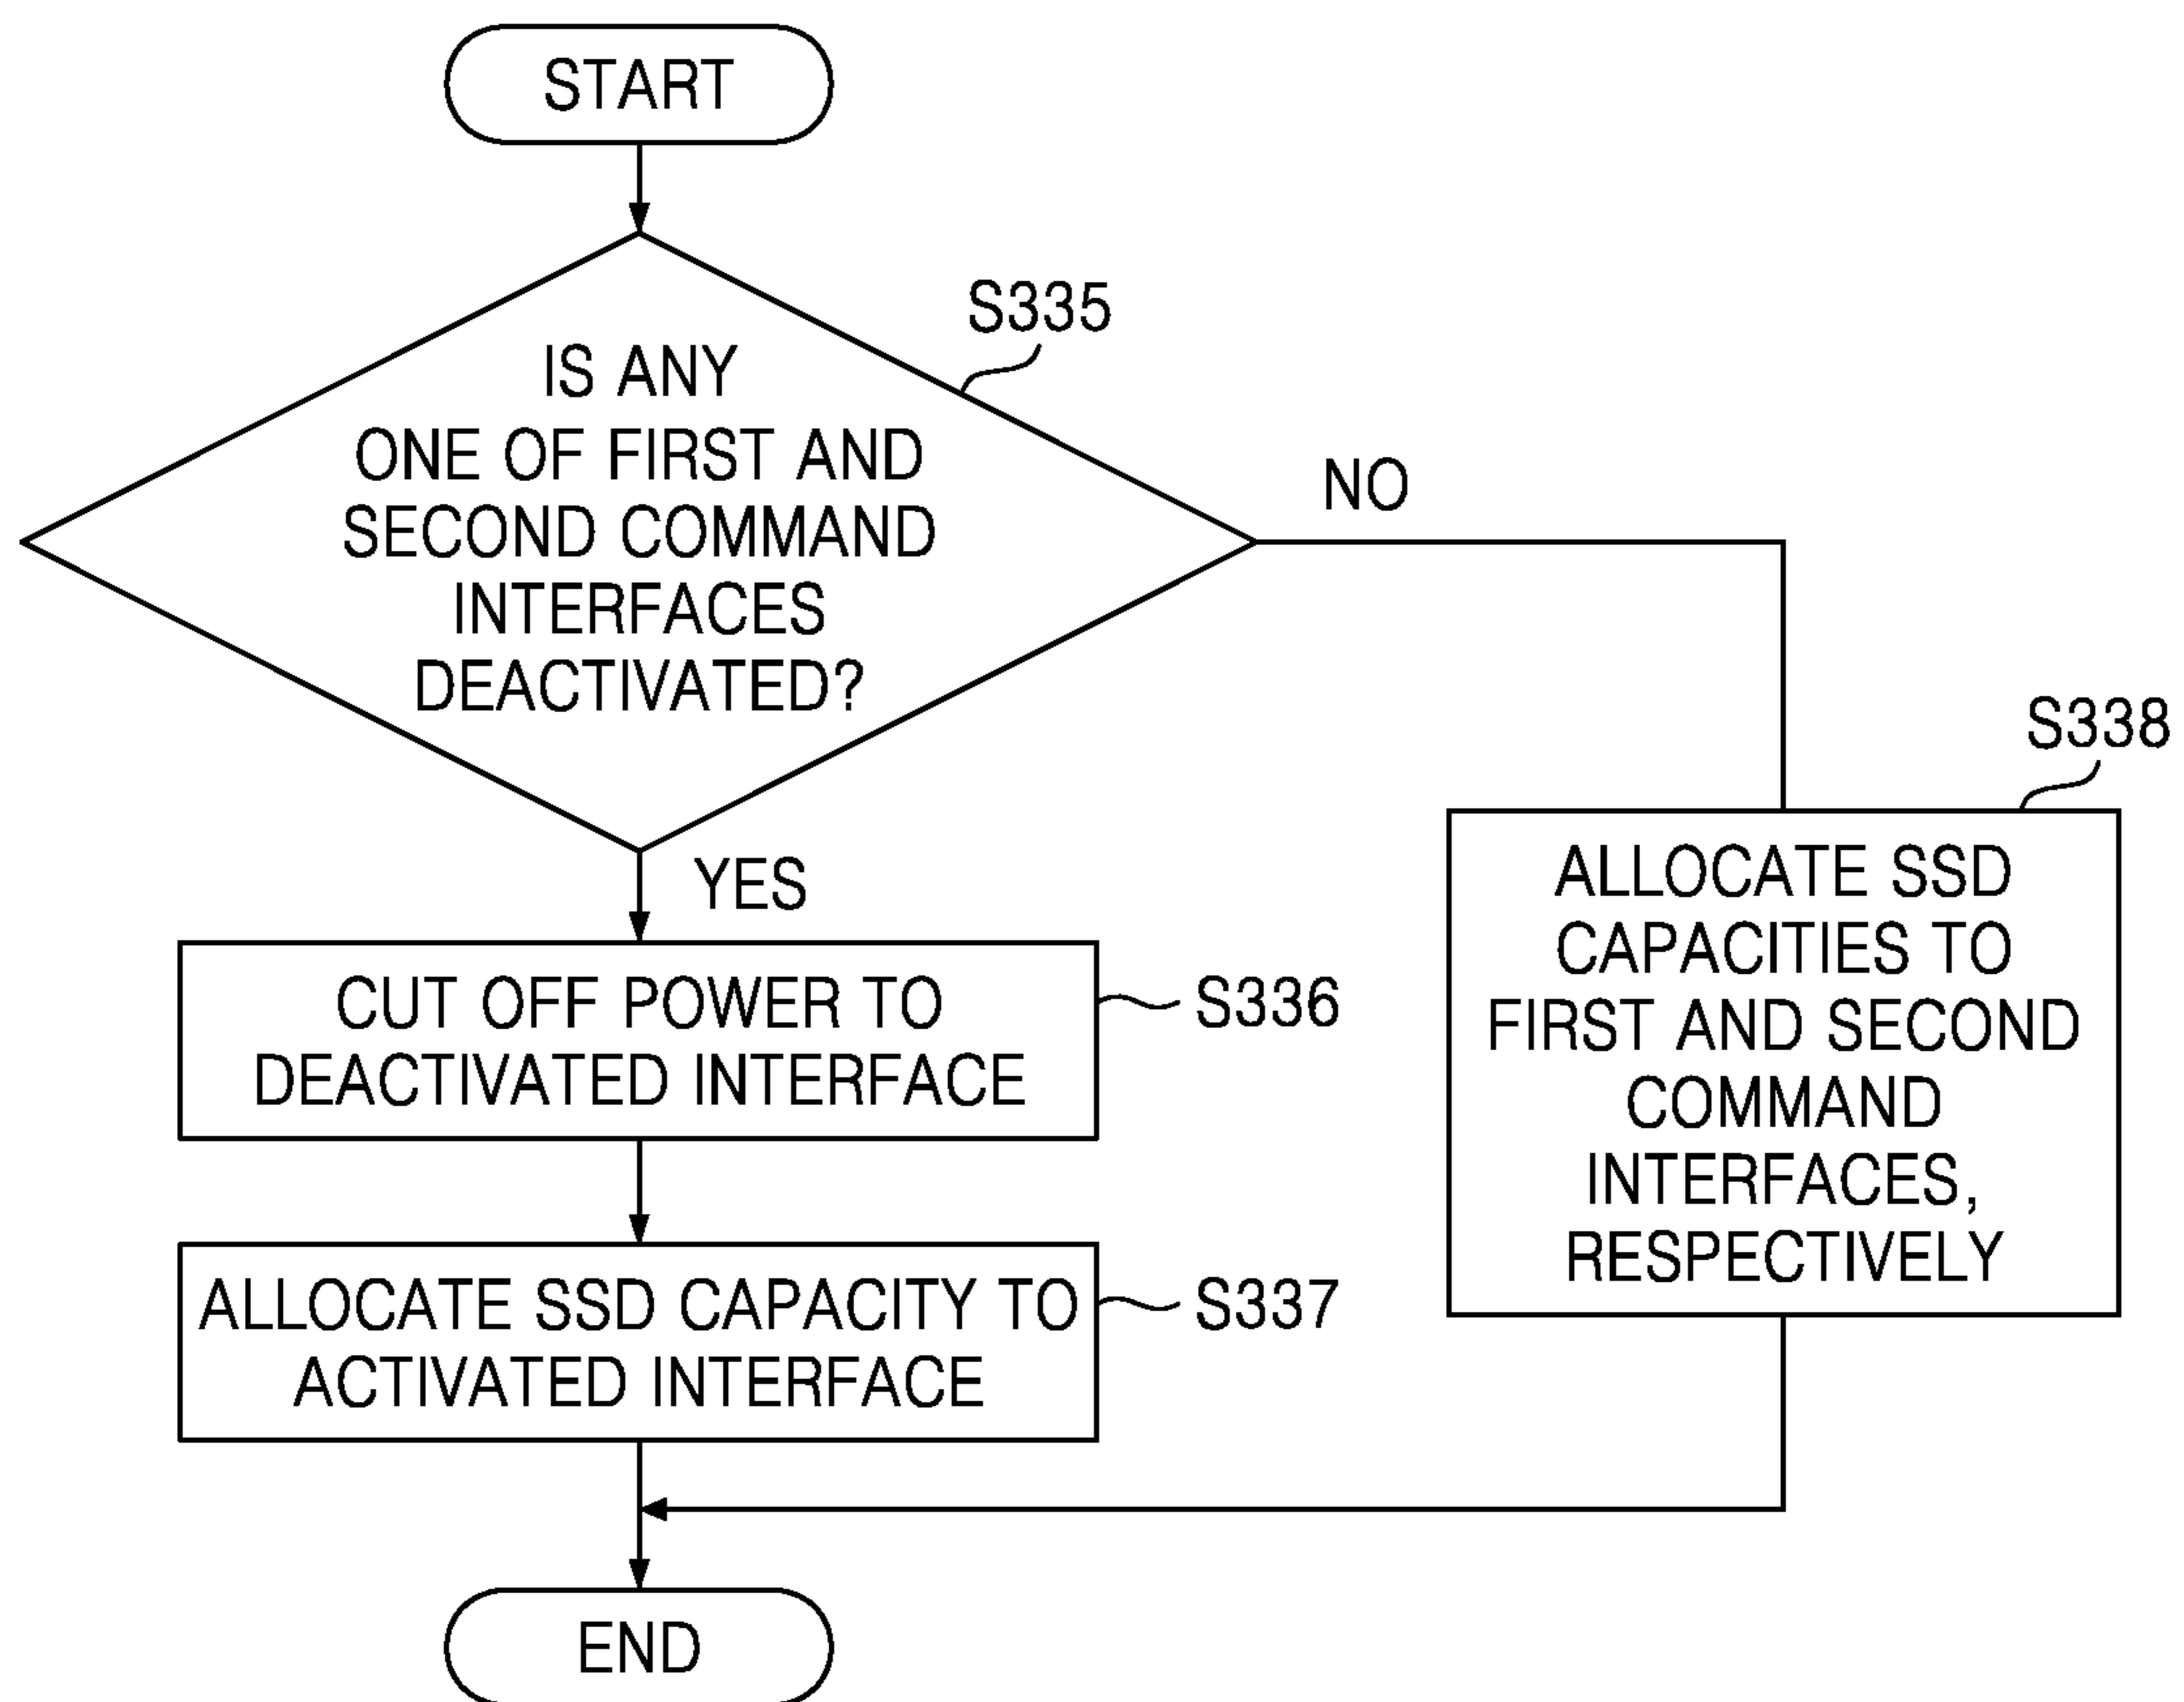 START
S335
IS ANY
ONE OF FIRST AND
SECOND COMMAND
INTERFACES
DEACTIVATED?
NO
YES
S338
ALLOCATE SSD
CAPACITIES TO
FIRST AND SECOND
COMMAND
INTERFACES,
RESPECTIVELY
CUT OFF POWER TO
DEACTIVATED INTERFACE
S336
ALLOCATE SSD CAPACITY TO
ACTIVATED INTERFACE
S337
END